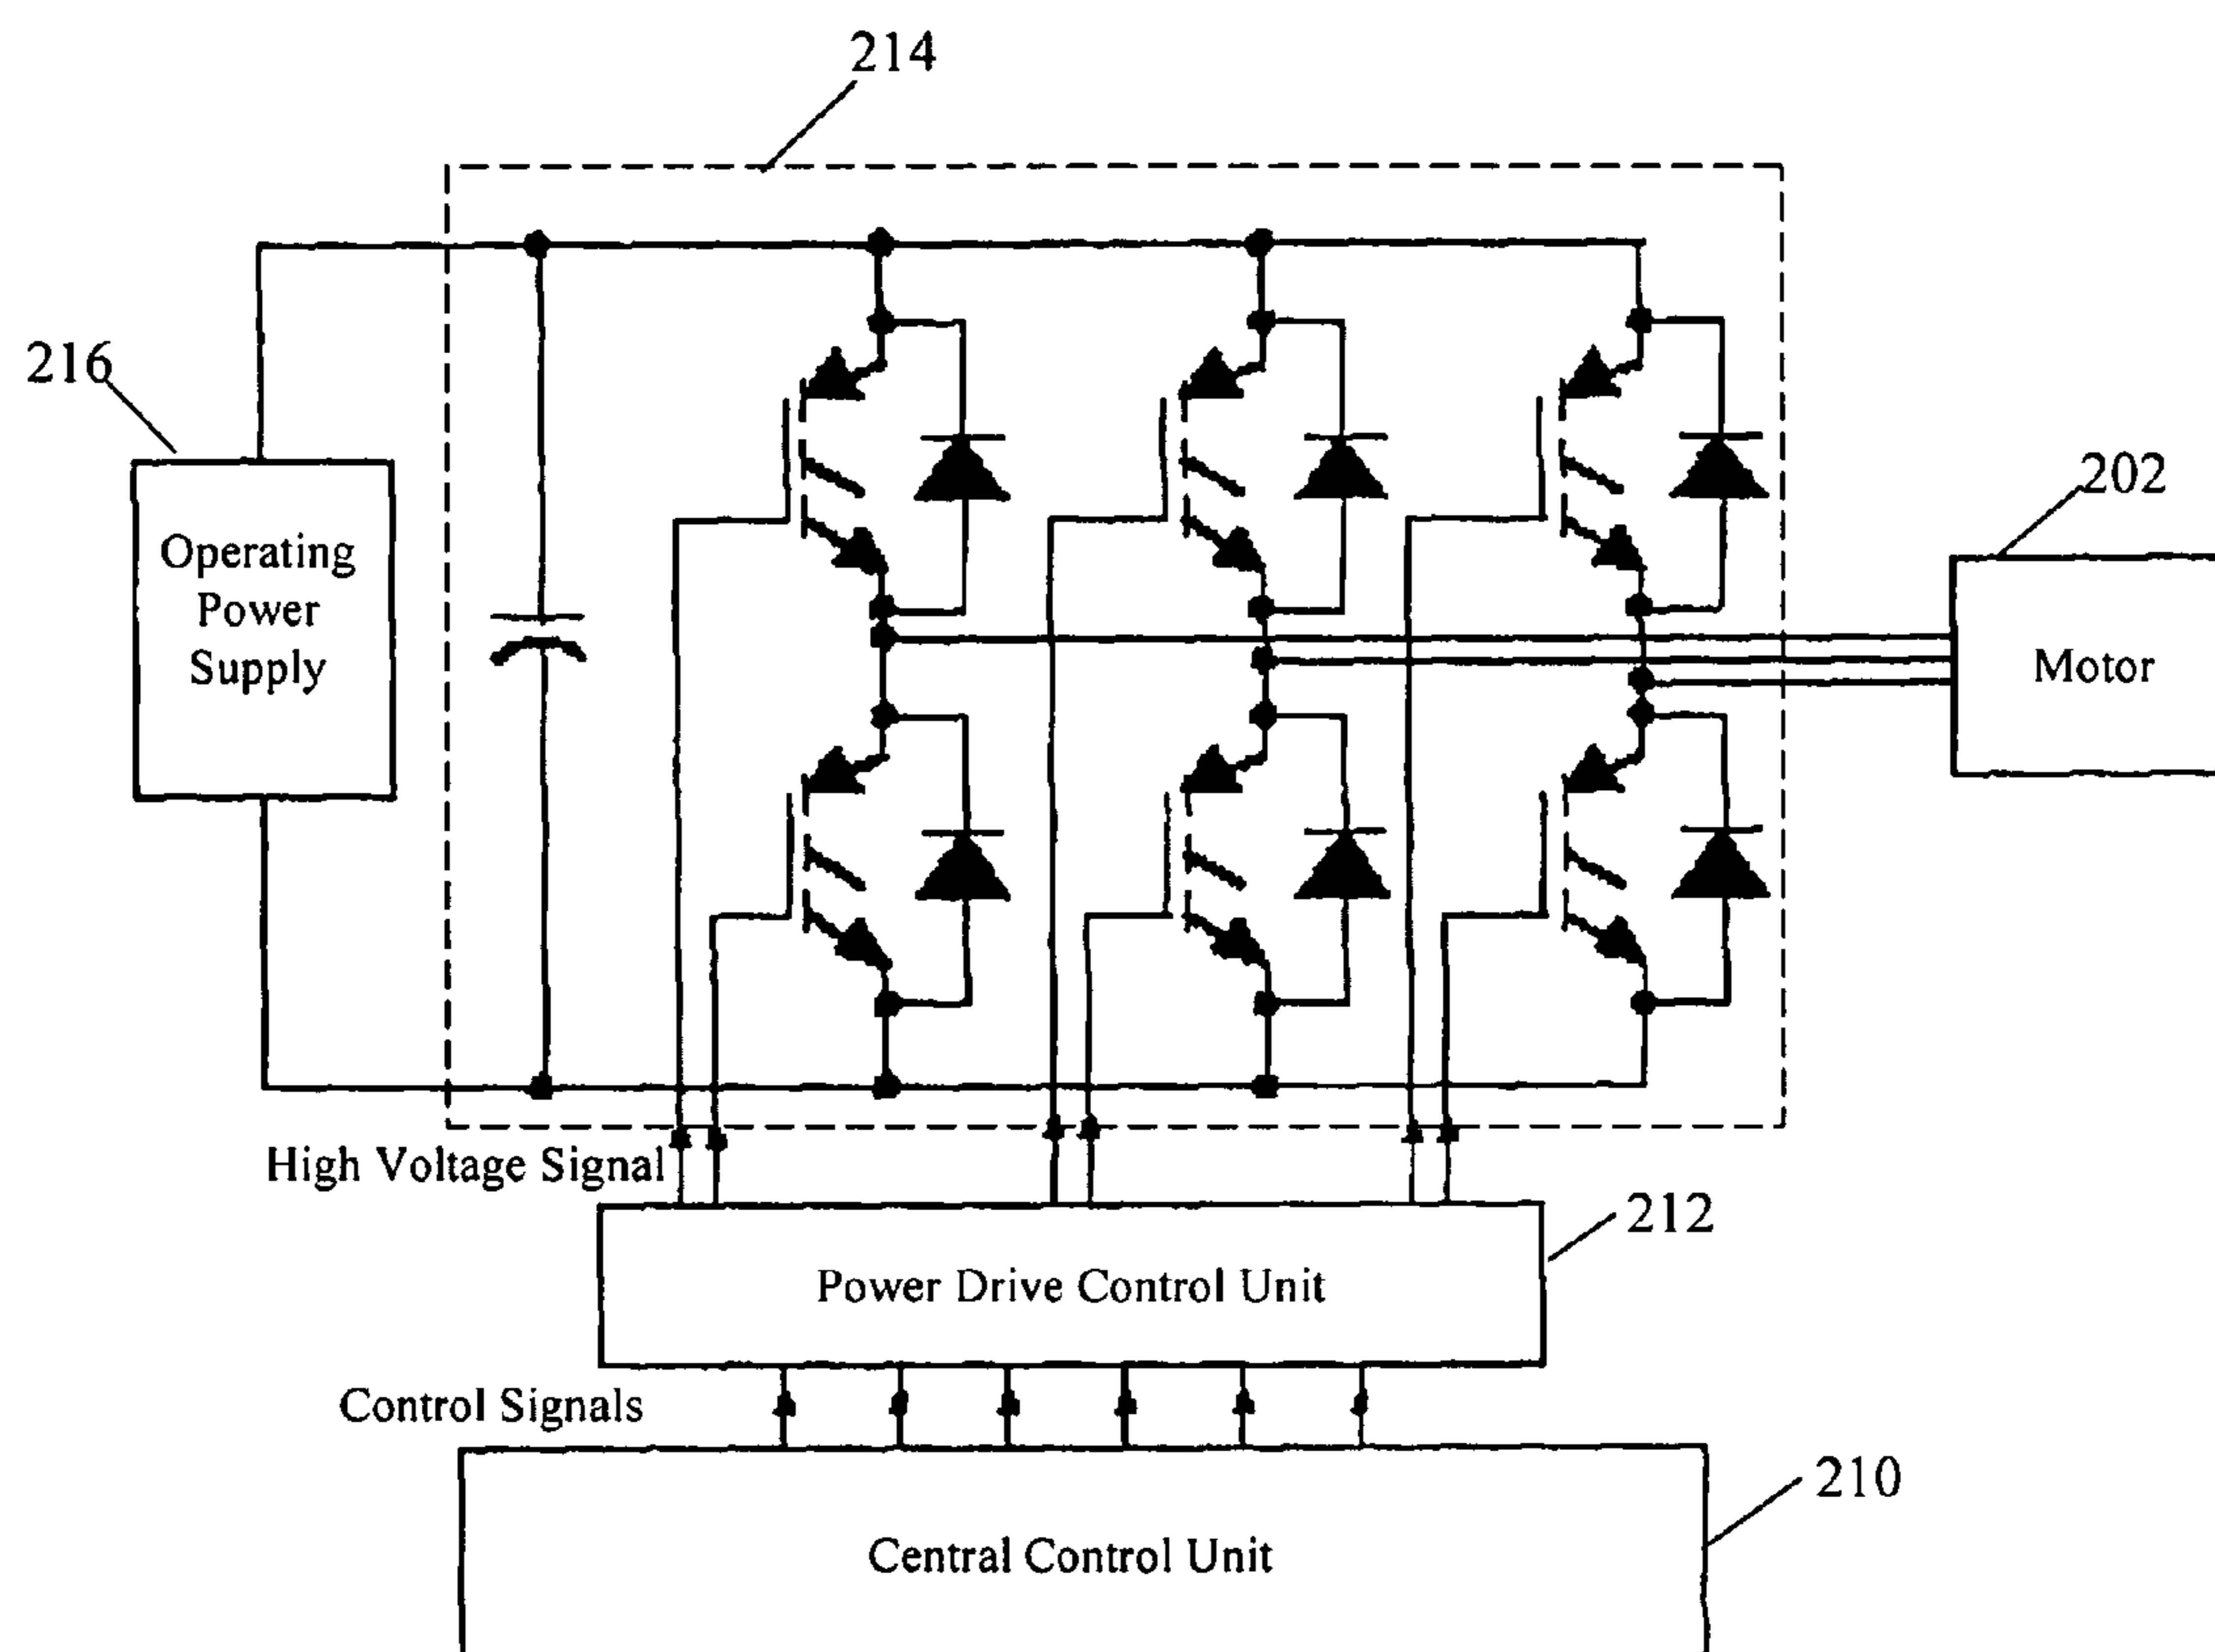 214
216
Operating
Power
Supply
202
Motor
High Voltage Signal
212
Power Drive Control Unit
Control Signals
210
Central Control Unit